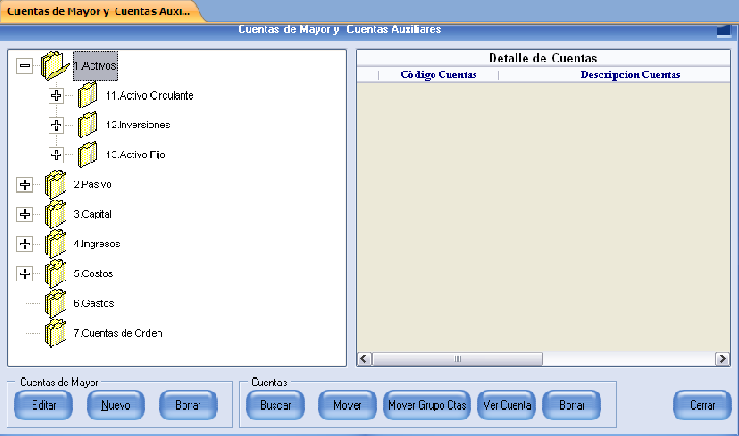 Cuentas de Mayor y Cuentas Auxi...
Cuentas de Mayor y Cuentas Auxiliares
1.Activos
11.Activo Circulante
12.Inversiones
13.Activo Fijo
2.Pasivo
3.Capital
4.Ingresos
5.Costos
6.Gastos
7.Cuentas de Orden
Detalle de Cuentas
Código Cuentas Descripcion Cuentas
Cuentas de Mayor
Editar Nuevo Borrar
Cuentas
Buscar Mover Mover Grupo Ctas Ver Cuenta Borrar
Cerrar